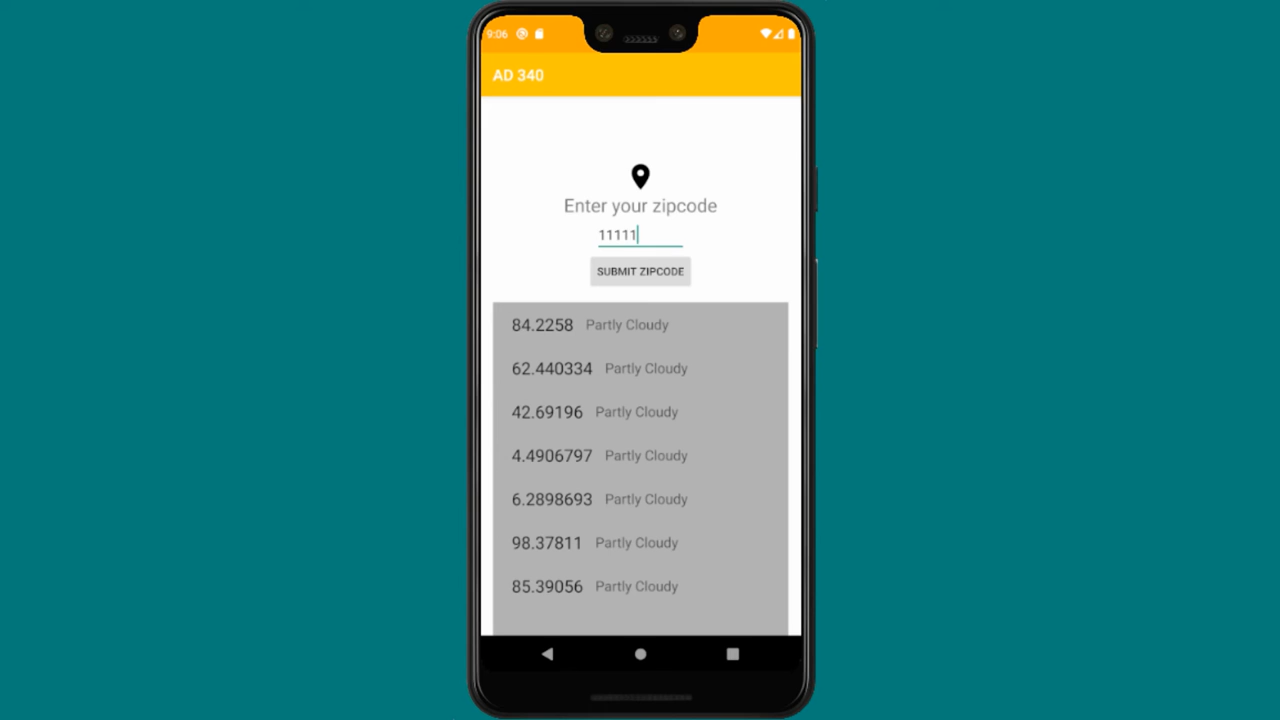 9:06
AD 340
Enter your zipcode
11111
SUBMIT ZIPCODE
84.2258 Partly Cloudy
62.440334 Partly Cloudy
42.69196 Partly Cloudy
4.4906797 Partly Cloudy
6.2898693 Partly Cloudy
98.37811 Partly Cloudy
85.39056 Partly Cloudy